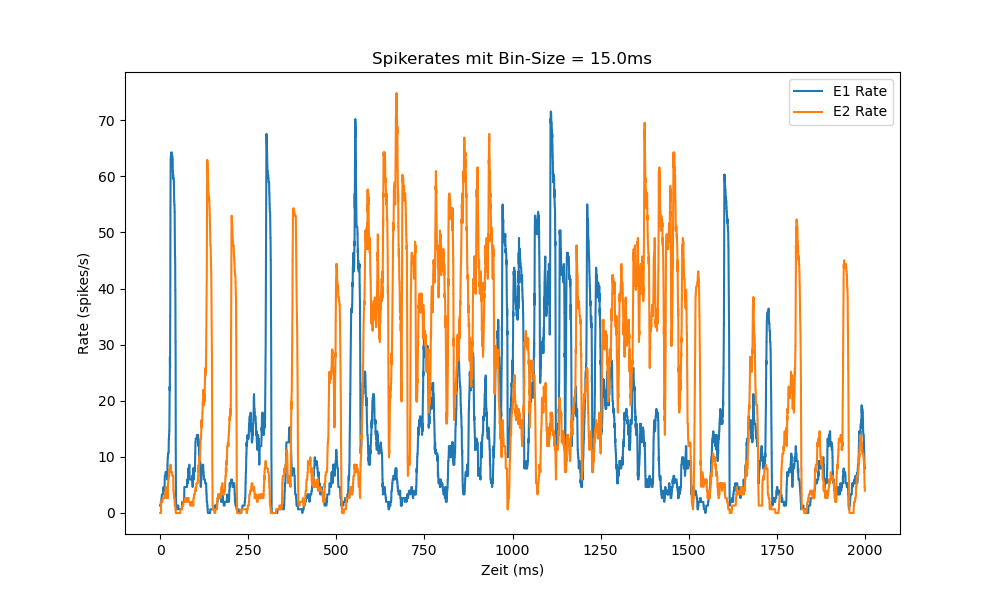 Spikerates mit Bin-Size = 15.0ms
E1 Rate
E2 Rate
70
60
50
40
30
20
10
0
Rate (spikes/s)
0 250 500 750 1000 1250 1500 1750 2000
Zeit (ms)